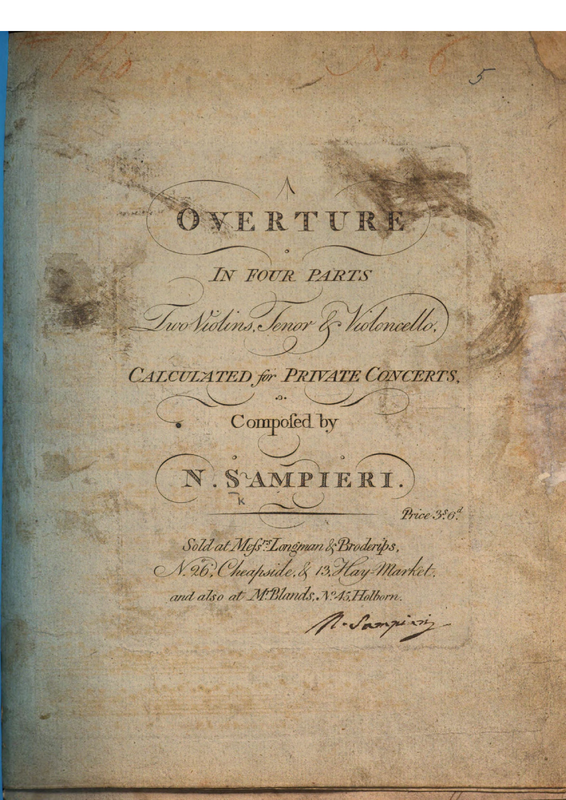 No. 6
5
A
OVERTURE
IN FOUR PARTS
Two Violins, Tenor & Violoncello,
CALCULATED for PRIVATE CONCERTS,
Compoſed by
N. SAMPIERI.
K
Price 3s. 6d.
Sold at Meſsrs. Longman & Broderips,
N. 26, Cheapside, & 13, Hay-Market.
and also at Mr. Blands, No. 45, Holborn.
N. Sampieri